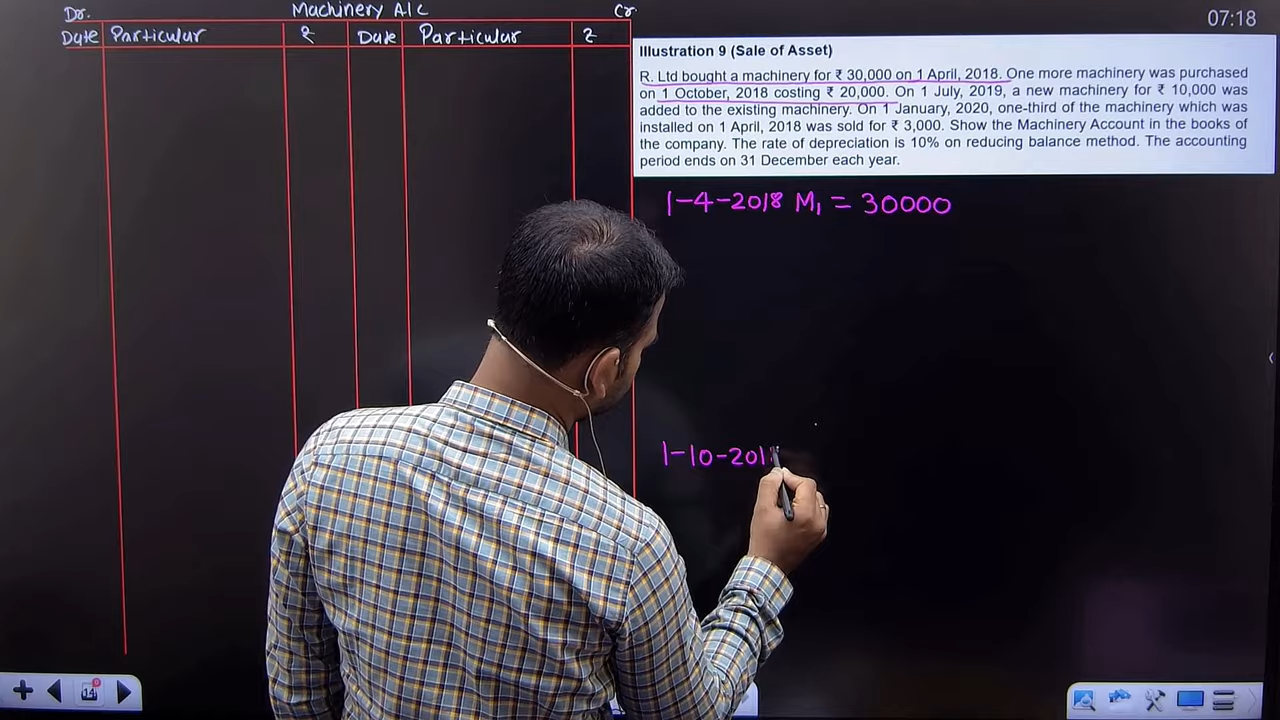 Dr. Machinery A/c Cr
Date Particular ₹ Date Particular ₹
07:18
Illustration 9 (Sale of Asset)
R. Ltd bought a machinery for ₹ 30,000 on 1 April, 2018. One more machinery was purchased
on 1 October, 2018 costing ₹ 20,000. On 1 July, 2019, a new machinery for ₹ 10,000 was
added to the existing machinery. On 1 January, 2020, one-third of the machinery which was
installed on 1 April, 2018 was sold for ₹ 3,000. Show the Machinery Account in the books of
the company. The rate of depreciation is 10% on reducing balance method. The accounting
period ends on 31 December each year.
1-4-2018 M₁ = 30000
1-10-201
14